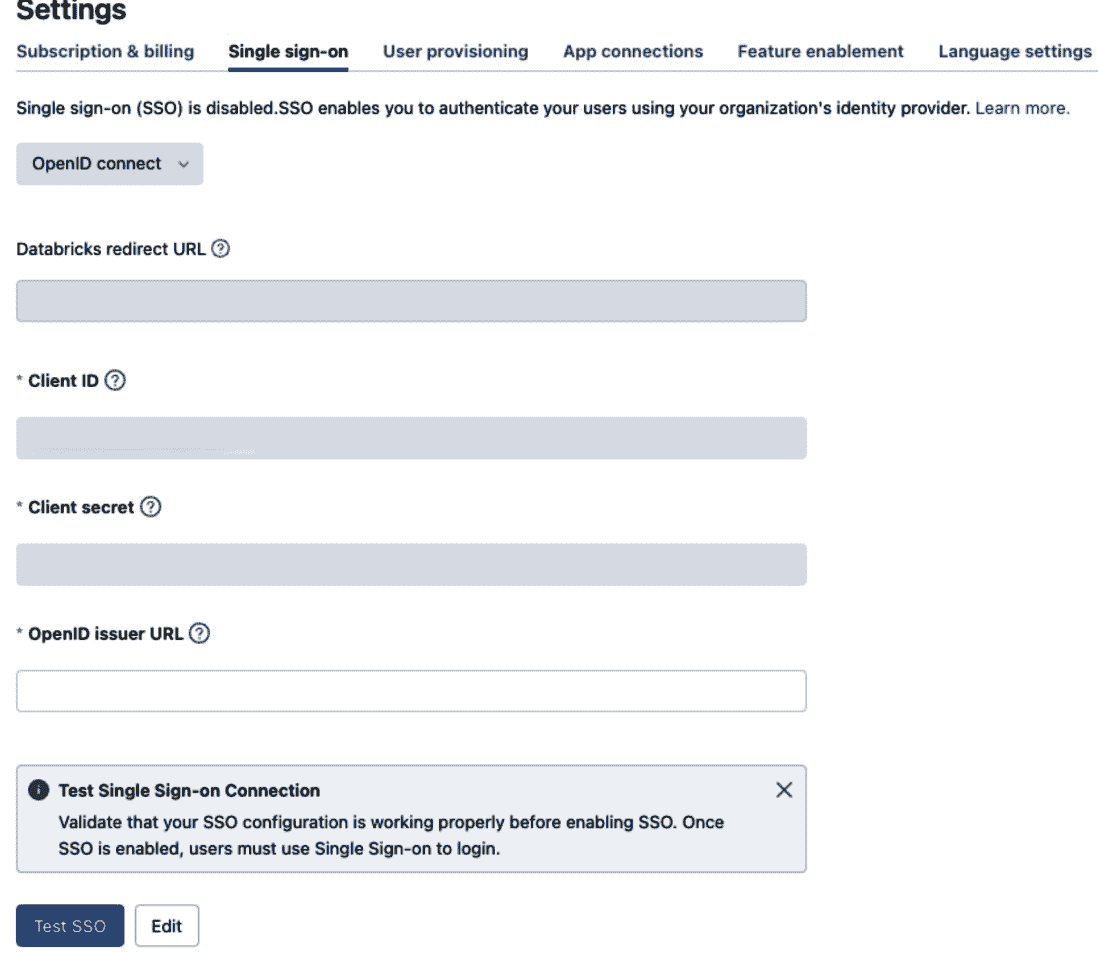 Settings
Subscription & billing Single sign-on User provisioning App connections Feature enablement Language settings
Single sign-on (SSO) is disabled.SSO enables you to authenticate your users using your organization's identity provider. Learn more.
OpenID connect
Databricks redirect URL ?
* Client ID ?
* Client secret ?
* OpenID issuer URL ?
Test Single Sign-on Connection
Validate that your SSO configuration is working properly before enabling SSO. Once
SSO is enabled, users must use Single Sign-on to login.
Test SSO Edit